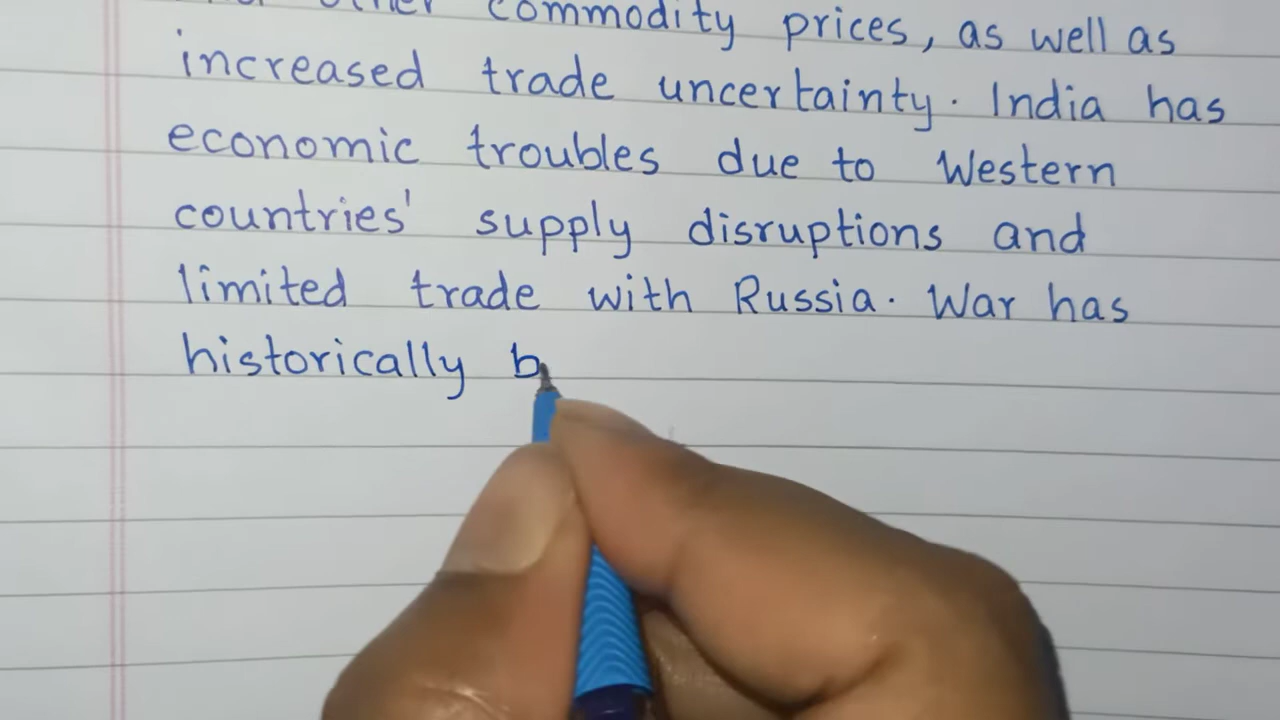 other commodity prices, as well as
increased trade uncertainty. India has
economic troubles due to Western
countries' supply disruptions and
limited trade with Russia. War has
historically b